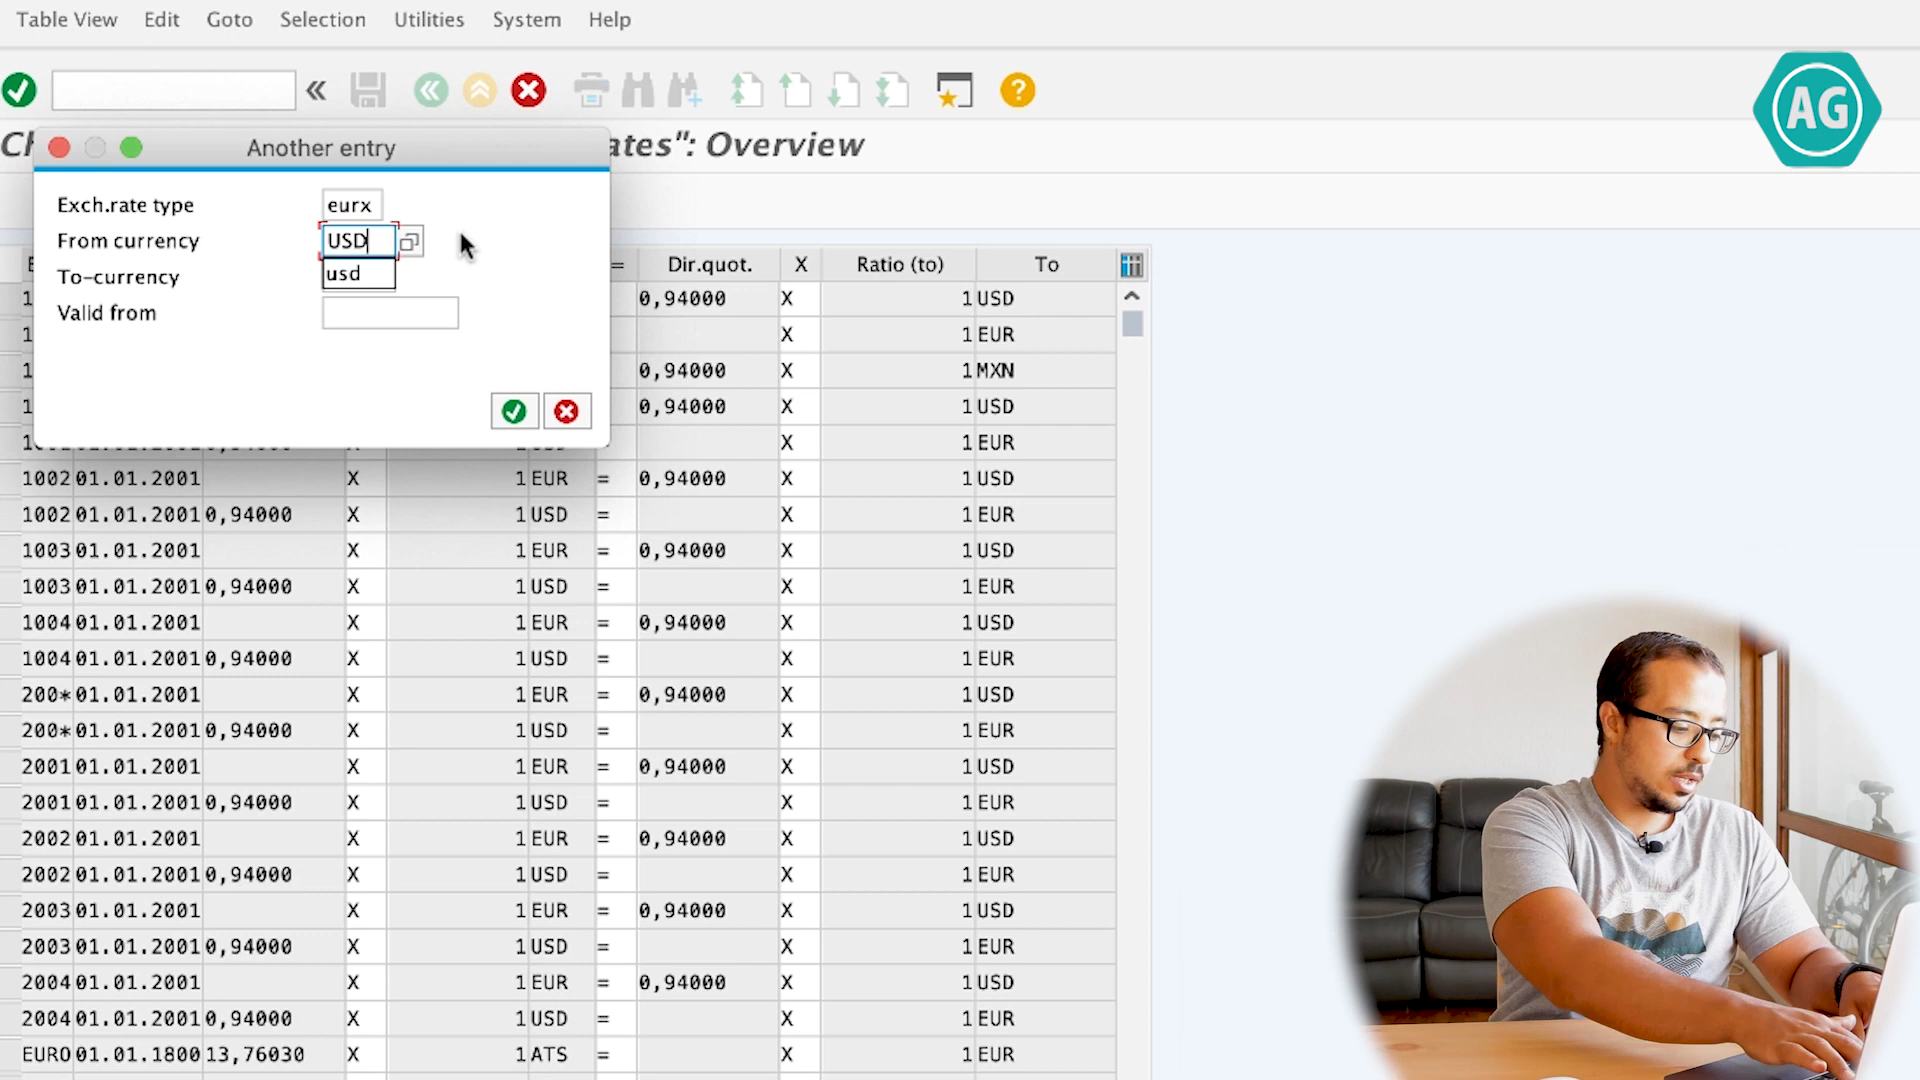 Table View Edit Goto Selection Utilities System Help
AG
Ch
ates": Overview
Another entry
Exch.rate type eurx
From currency USD
To-currency usd
Valid from
= Dir.quot. X Ratio (to) To
1 0,94000 X 1 USD
1 X 1 EUR
1 0,94000 X 1 MXN
1 0,94000 X 1 USD
X 1 EUR
1002 01.01.2001 X 1 EUR = 0,94000 X 1 USD
1002 01.01.2001 0,94000 X 1 USD = X 1 EUR
1003 01.01.2001 X 1 EUR = 0,94000 X 1 USD
1003 01.01.2001 0,94000 X 1 USD = X 1 EUR
1004 01.01.2001 X 1 EUR = 0,94000 X 1 USD
1004 01.01.2001 0,94000 X 1 USD = X 1 EUR
200* 01.01.2001 X 1 EUR = 0,94000 X 1 USD
200* 01.01.2001 0,94000 X 1 USD = X 1 EUR
2001 01.01.2001 X 1 EUR = 0,94000 X 1 USD
2001 01.01.2001 0,94000 X 1 USD = X 1 EUR
2002 01.01.2001 X 1 EUR = 0,94000 X 1 USD
2002 01.01.2001 0,94000 X 1 USD = X 1 EUR
2003 01.01.2001 X 1 EUR = 0,94000 X 1 USD
2003 01.01.2001 0,94000 X 1 USD = X 1 EUR
2004 01.01.2001 X 1 EUR = 0,94000 X 1 USD
2004 01.01.2001 0,94000 X 1 USD = X 1 EUR
EURO 01.01.1800 13,76030 X 1 ATS = X 1 EUR